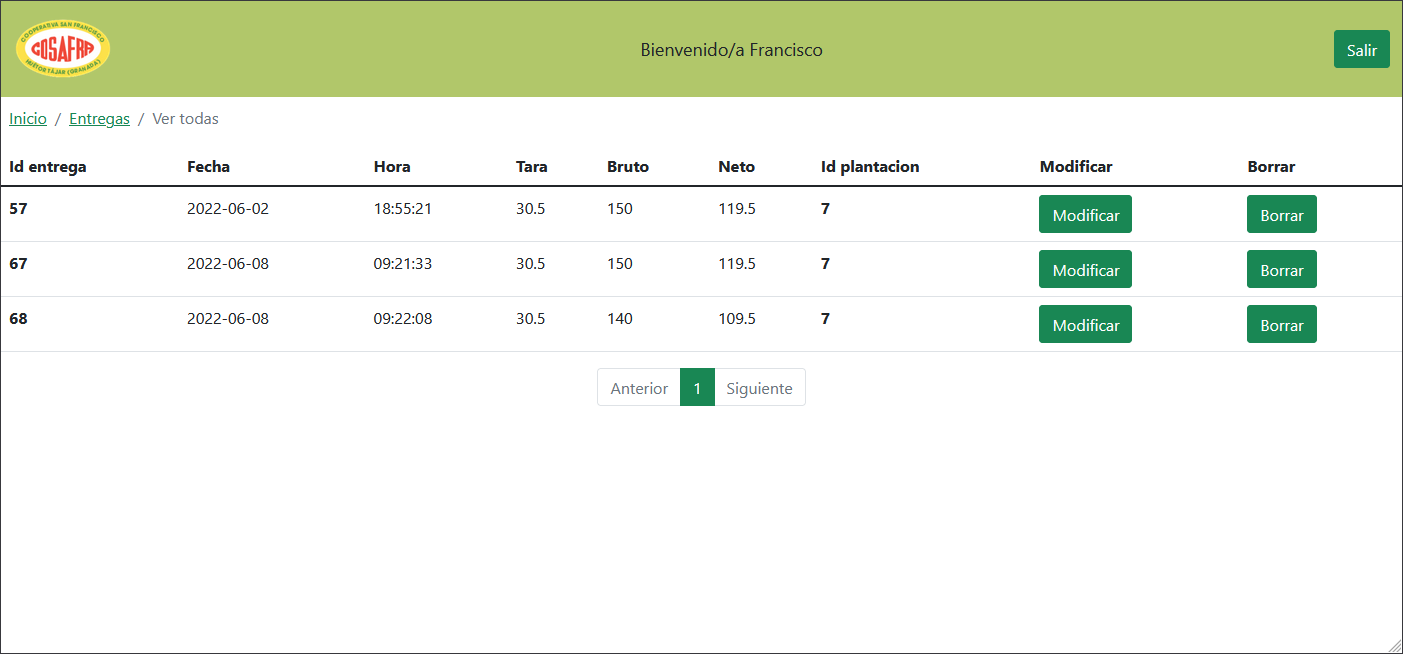 COOPERATIVA SAN FRANCISCO
COSAFRA
HUETOR TAJAR (GRANADA)
Bienvenido/a Francisco
Salir
Inicio / Entregas / Ver todas
Id entrega Fecha Hora Tara Bruto Neto Id plantacion Modificar Borrar
57 2022-06-02 18:55:21 30.5 150 119.5 7 Modificar Borrar
67 2022-06-08 09:21:33 30.5 150 119.5 7 Modificar Borrar
68 2022-06-08 09:22:08 30.5 140 109.5 7 Modificar Borrar
Anterior 1 Siguiente